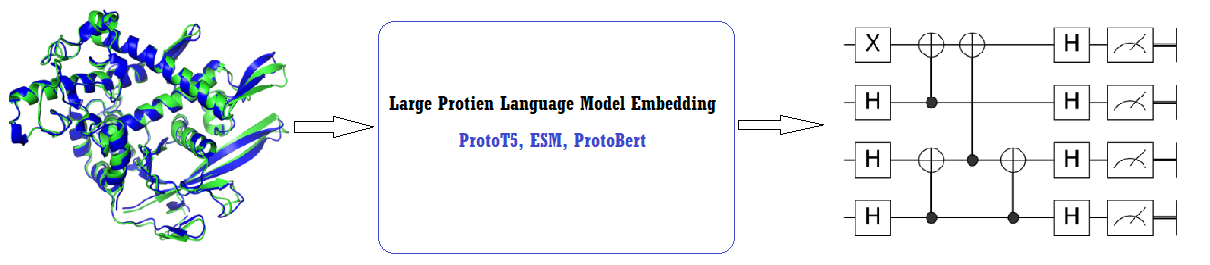 Large Protien Language Model Embedding
ProtoT5, ESM, ProtoBert
X H
H H
H H
H H